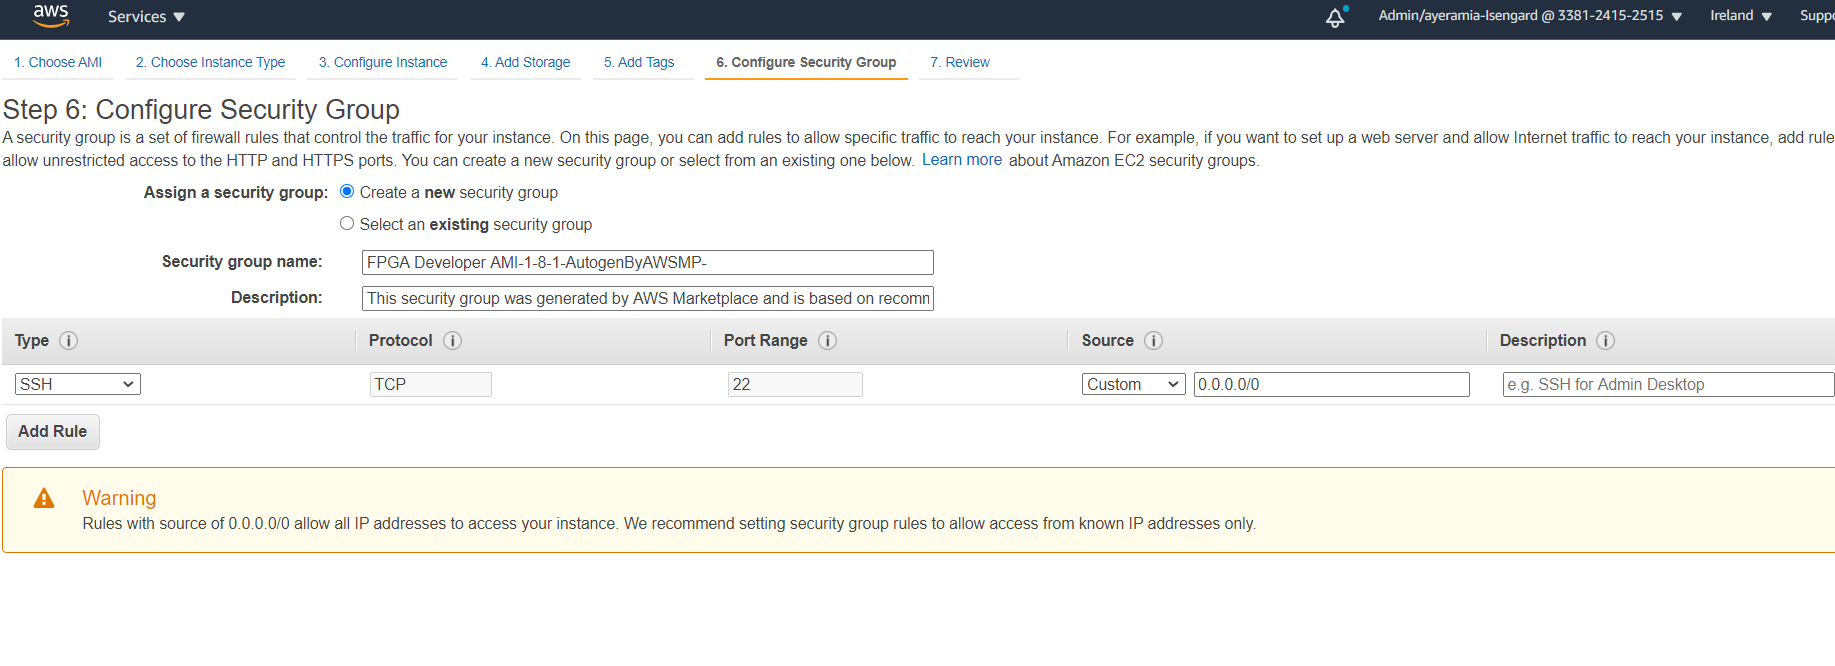 aws Services Admin/ayeramia-Isengard @ 3381-2415-2515 Ireland Suppo
1. Choose AMI 2. Choose Instance Type 3. Configure Instance 4. Add Storage 5. Add Tags 6. Configure Security Group 7. Review
Step 6: Configure Security Group
A security group is a set of firewall rules that control the traffic for your instance. On this page, you can add rules to allow specific traffic to reach your instance. For example, if you want to set up a web server and allow Internet traffic to reach your instance, add rule
allow unrestricted access to the HTTP and HTTPS ports. You can create a new security group or select from an existing one below. Learn more about Amazon EC2 security groups.
Assign a security group: Create a new security group
Select an existing security group
Security group name: FPGA Developer AMI-1-8-1-AutogenByAWSMP-
Description: This security group was generated by AWS Marketplace and is based on recomm
Type i Protocol i Port Range i Source i Description i
SSH TCP 22 Custom 0.0.0.0/0 e.g. SSH for Admin Desktop
Add Rule
Warning
Rules with source of 0.0.0.0/0 allow all IP addresses to access your instance. We recommend setting security group rules to allow access from known IP addresses only.